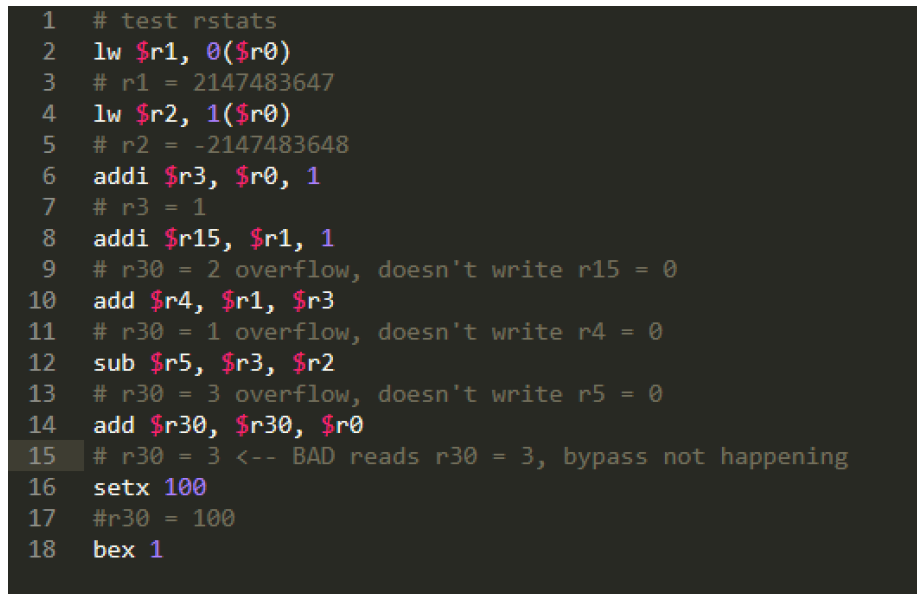 1 # test rstats
2 lw $r1, 0($r0)
3 # r1 = 2147483647
4 lw $r2, 1($r0)
5 # r2 = -2147483648
6 addi $r3, $r0, 1
7 # r3 = 1
8 addi $r15, $r1, 1
9 # r30 = 2 overflow, doesn't write r15 = 0
10 add $r4, $r1, $r3
11 # r30 = 1 overflow, doesn't write r4 = 0
12 sub $r5, $r3, $r2
13 # r30 = 3 overflow, doesn't write r5 = 0
14 add $r30, $r30, $r0
15 # r30 = 3 <-- BAD reads r30 = 3, bypass not happening
16 setx 100
17 #r30 = 100
18 bex 1